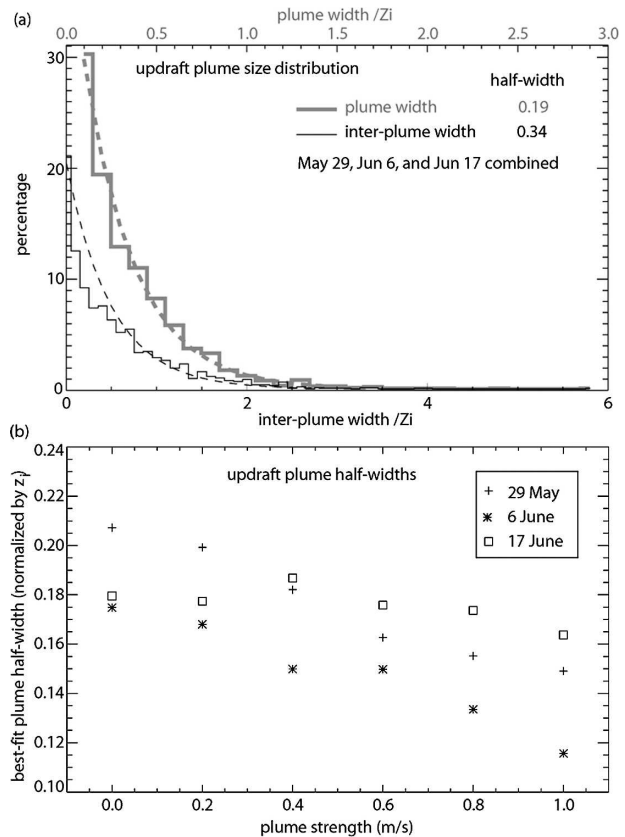 (a)
plume width /Zi
0.0 0.5 1.0 1.5 2.0 2.5 3.0
updraft plume size distribution
half-width
plume width 0.19
inter-plume width 0.34
May 29, Jun 6, and Jun 17 combined
percentage
30
20
10
0
0 2 4 6
inter-plume width /Zi
(b)
updraft plume half-widths
+ 29 May
* 6 June
□ 17 June
best-fit plume half-width (normalized by zi)
0.24
0.22
0.20
0.18
0.16
0.14
0.12
0.10
0.0 0.2 0.4 0.6 0.8 1.0
plume strength (m/s)